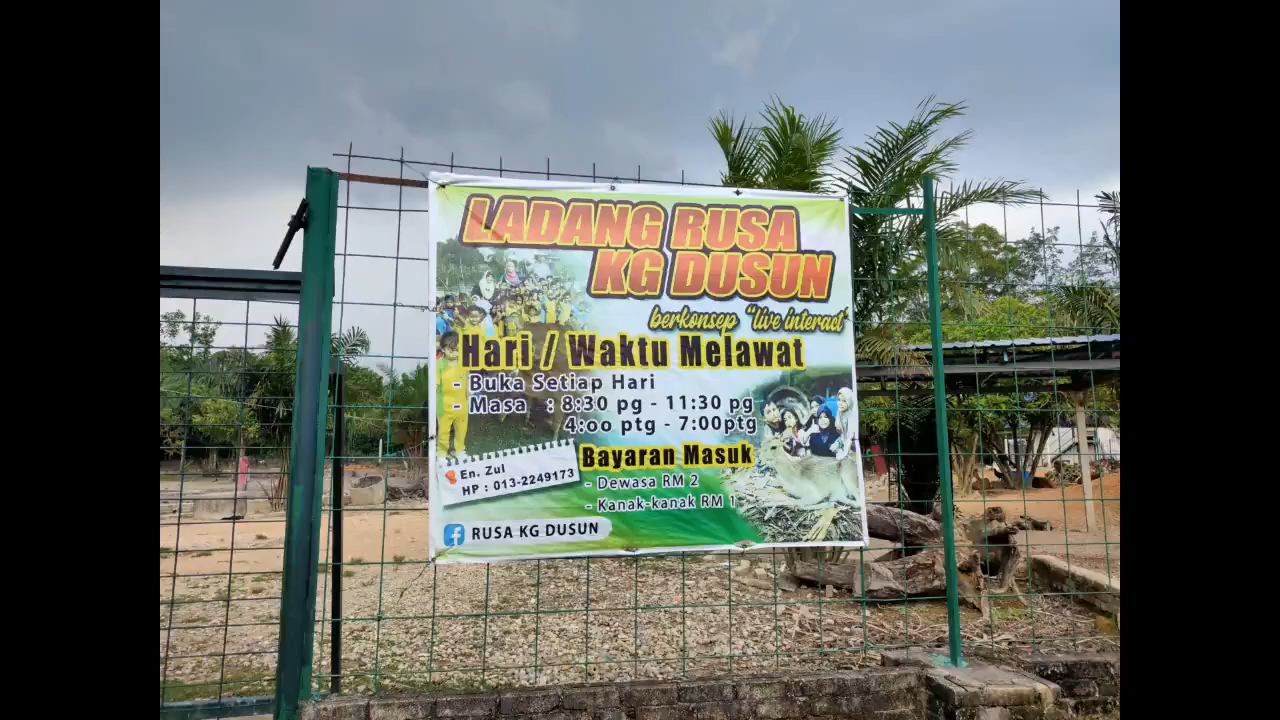 LADANG RUSA
KG DUSUN
berkonsep "live interact"
Hari / Waktu Melawat
- Buka Setiap Hari
- Masa : 8:30 pg - 11:30 pg
4:00 ptg - 7:00ptg
Bayaran Masuk
- Dewasa RM 2
- Kanak-kanak RM 1
En. Zul
HP : 013-2249173
RUSA KG DUSUN